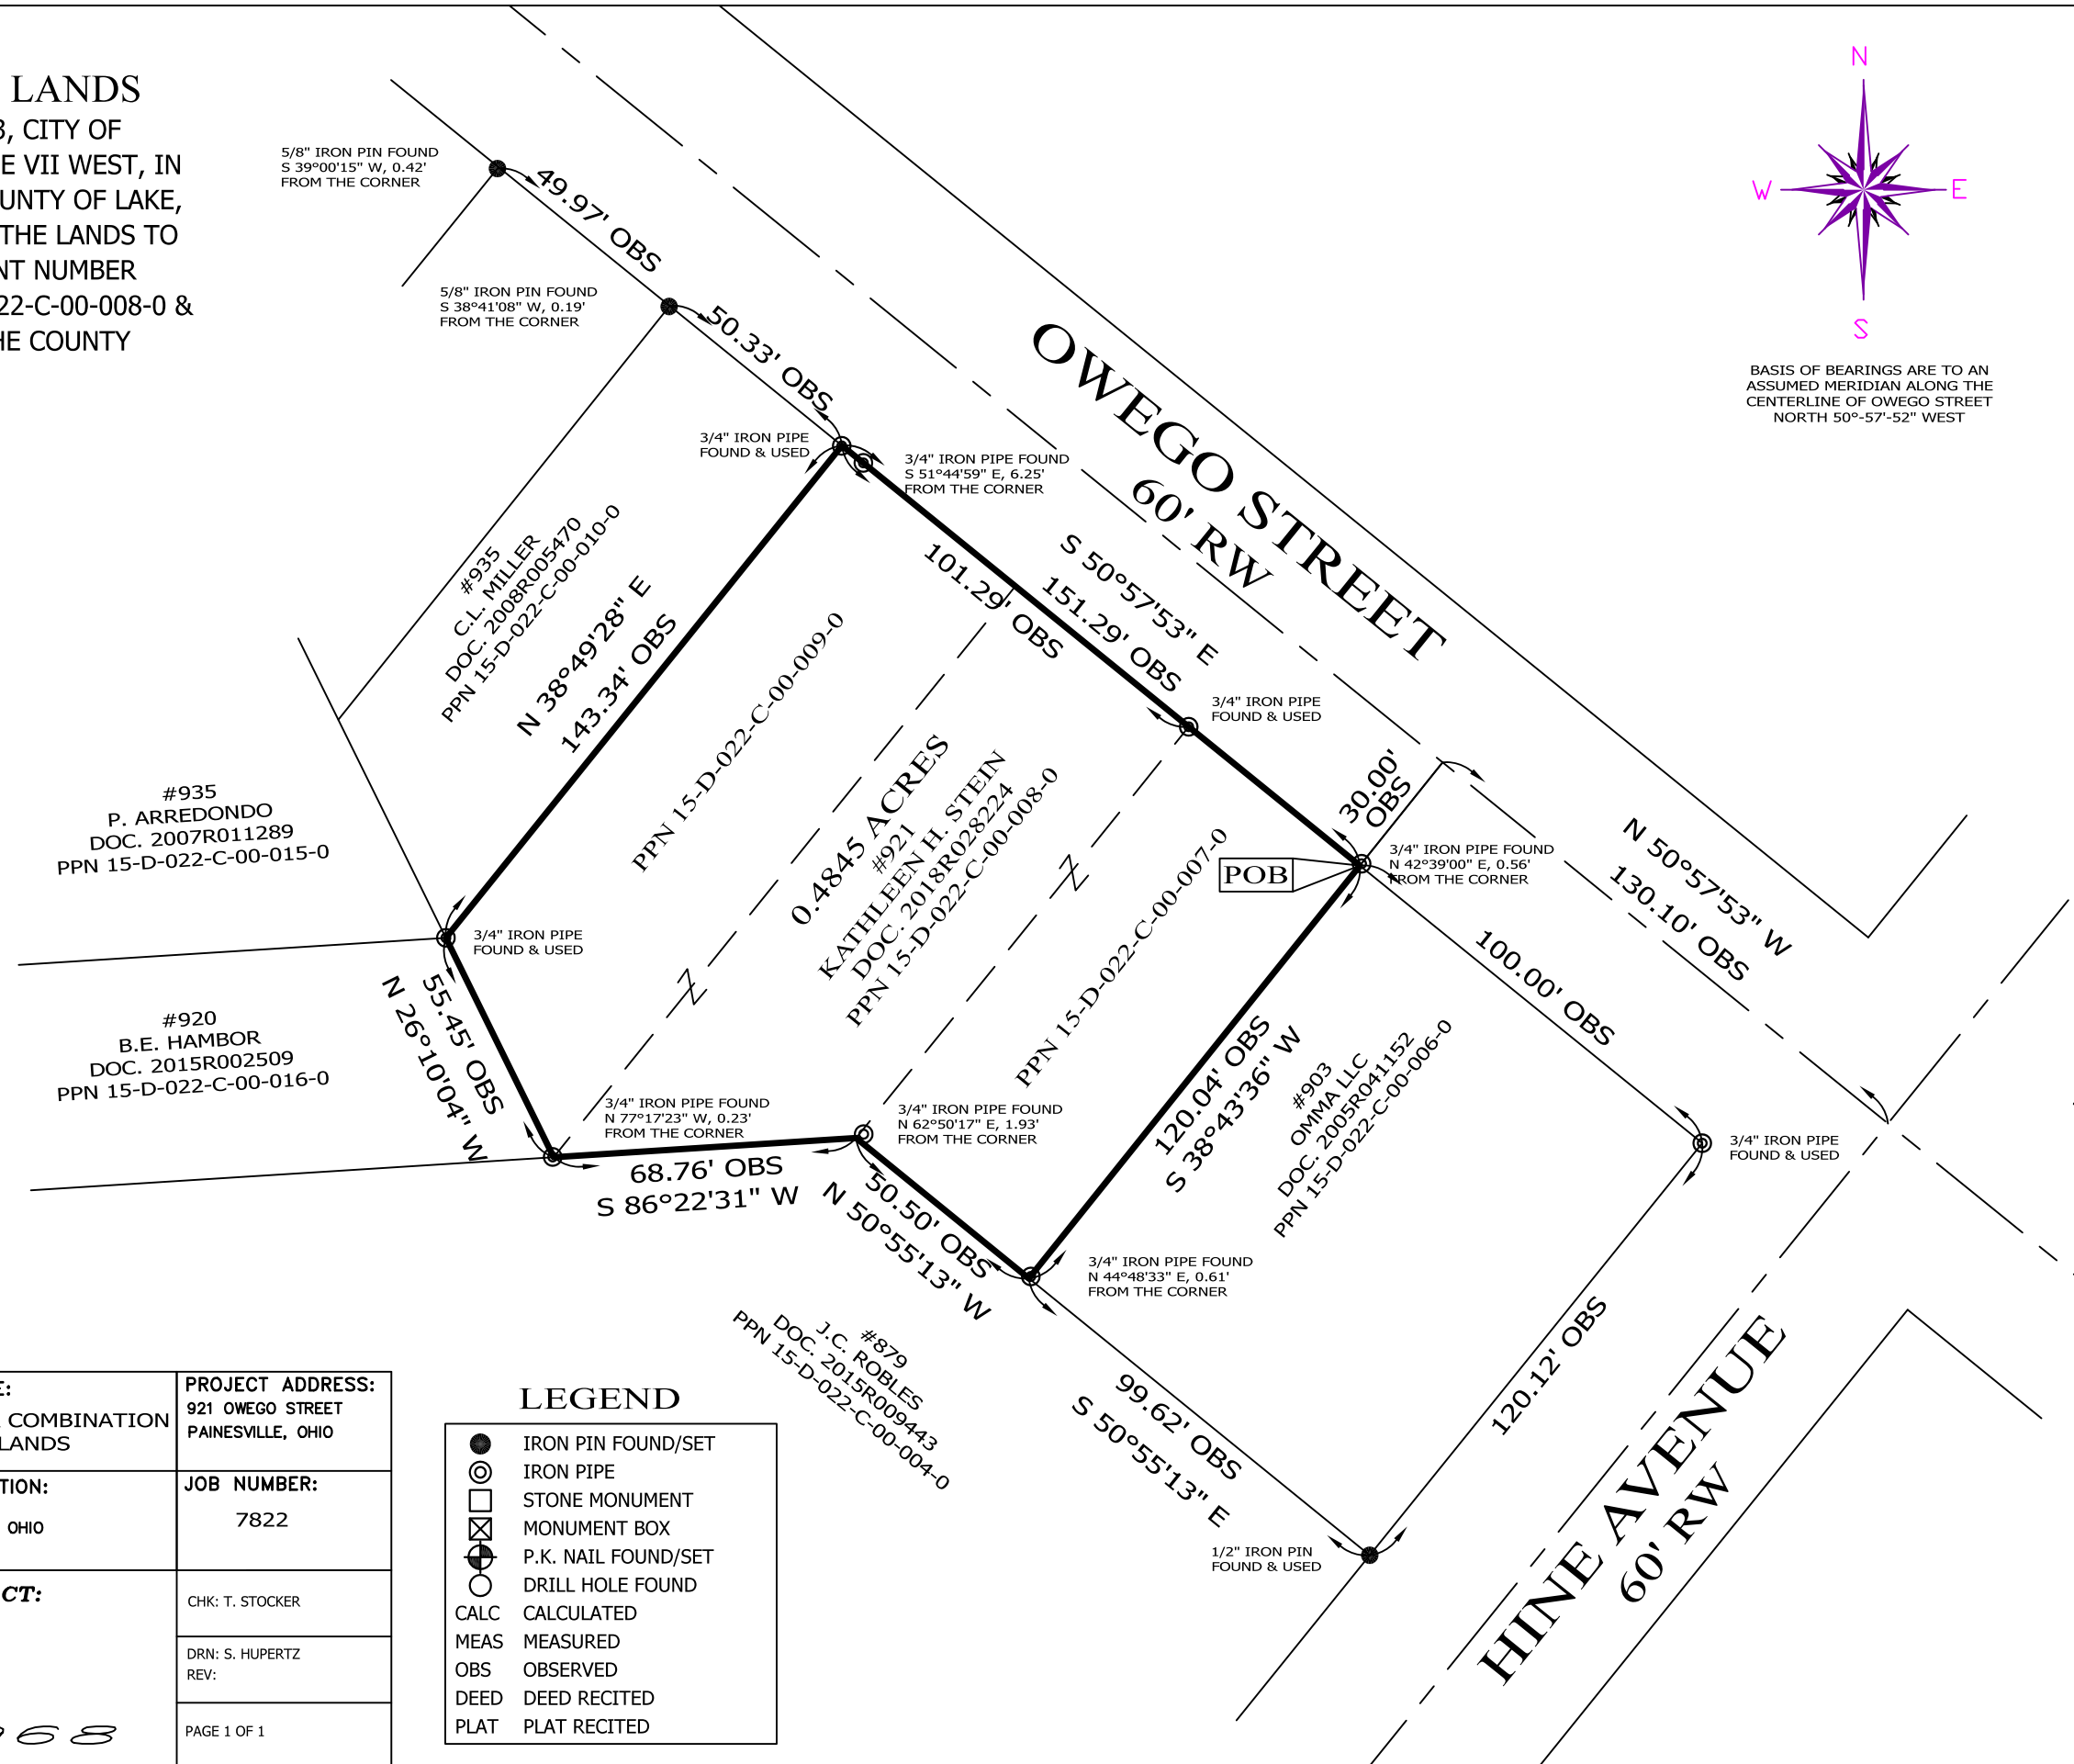 LANDS
3, CITY OF
E VII WEST, IN
UNTY OF LAKE,
THE LANDS TO
NT NUMBER
22-C-00-008-0 &
HE COUNTY
5/8" IRON PIN FOUND
S 39°00'15" W, 0.42'
FROM THE CORNER
49.97' OBS
5/8" IRON PIN FOUND
S 38°41'08" W, 0.19'
FROM THE CORNER
50.33' OBS
3/4" IRON PIPE
FOUND & USED
3/4" IRON PIPE FOUND
S 51°44'59" E, 6.25'
FROM THE CORNER
OWEGO STREET
60' RW
N
W
E
S
BASIS OF BEARINGS ARE TO AN
ASSUMED MERIDIAN ALONG THE
CENTERLINE OF OWEGO STREET
NORTH 50°-57'-52" WEST
#935
C.L. MILLER
DOC. 2008R005470
PPN 15-D-022-C-00-010-0
N 38°49'28" E
143.34' OBS
101.29' OBS
S 50°57'53" E
151.29' OBS
PPN 15-D-022-C-00-009-0
0.4845 ACRES
#921
KATHLEEN H. STEIN
DOC. 2018R028224
PPN 15-D-022-C-00-008-0
Z
Z
PPN 15-D-022-C-00-007-0
3/4" IRON PIPE
FOUND & USED
30.00'
OBS
POB
3/4" IRON PIPE FOUND
N 42°39'00" E, 0.56'
FROM THE CORNER
N 50°57'53" W
130.10' OBS
100.00' OBS
#935
P. ARREDONDO
DOC. 2007R011289
PPN 15-D-022-C-00-015-0
3/4" IRON PIPE
FOUND & USED
#920
B.E. HAMBOR
DOC. 2015R002509
PPN 15-D-022-C-00-016-0
55.45' OBS
N 26°10'04" W
3/4" IRON PIPE FOUND
N 77°17'23" W, 0.23'
FROM THE CORNER
68.76' OBS
S 86°22'31" W
3/4" IRON PIPE FOUND
N 62°50'17" E, 1.93'
FROM THE CORNER
50.50' OBS
N 50°55'13" W
120.04' OBS
S 38°43'36" W
#903
OMMA LLC
DOC. 2005R041152
PPN 15-D-022-C-00-006-0
3/4" IRON PIPE
FOUND & USED
3/4" IRON PIPE FOUND
N 44°48'33" E, 0.61'
FROM THE CORNER
#879
J.C. ROBLES
DOC. 2015R009443
PPN 15-D-022-C-00-004-0
99.62' OBS
S 50°55'13" E
120.12' OBS
1/2" IRON PIN
FOUND & USED
HINE AVENUE
60' RW
E:
COMBINATION
LANDS
PROJECT ADDRESS:
921 OWEGO STREET
PAINESVILLE, OHIO
TION:
OHIO
JOB NUMBER:
7822
CT:
CHK: T. STOCKER
DRN: S. HUPERTZ
REV:
68
PAGE 1 OF 1
LEGEND
IRON PIN FOUND/SET
IRON PIPE
STONE MONUMENT
MONUMENT BOX
P.K. NAIL FOUND/SET
DRILL HOLE FOUND
CALC CALCULATED
MEAS MEASURED
OBS OBSERVED
DEED DEED RECITED
PLAT PLAT RECITED